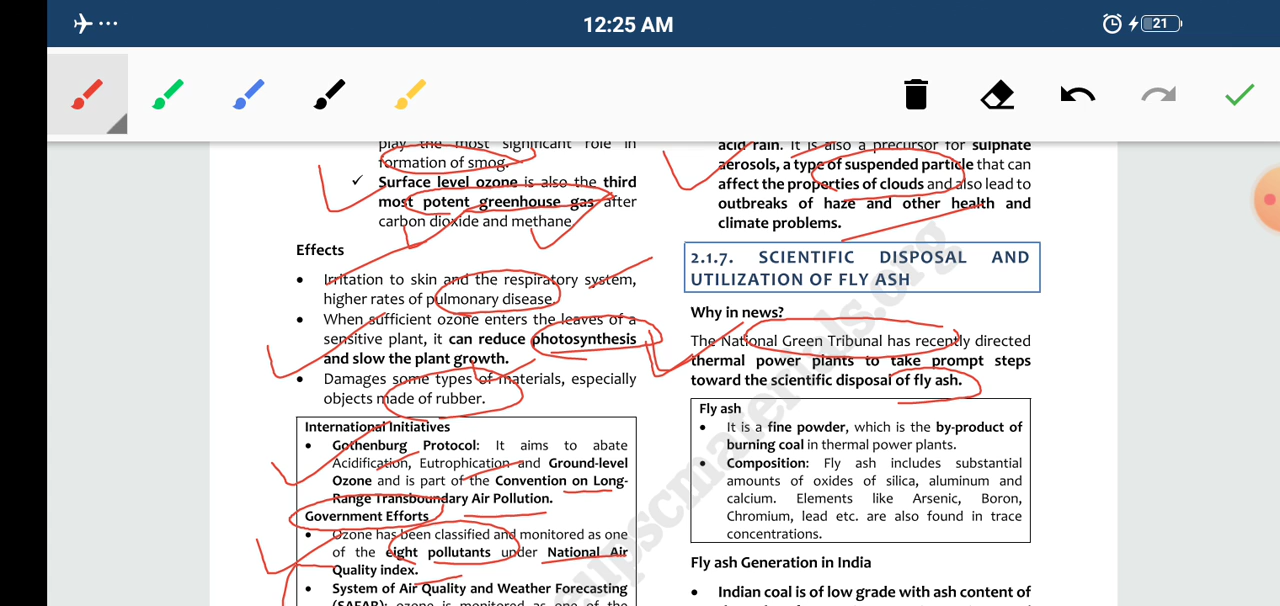 12:25 AM
21
play the most significant role in
formation of smog.
✓ Surface level ozone is also the third
most potent greenhouse gas after
carbon dioxide and methane
Effects
• Irritation to skin and the respiratory system,
higher rates of pulmonary disease.
• When sufficient ozone enters the leaves of a
sensitive plant, it can reduce photosynthesis
and slow the plant growth.
• Damages some types of materials, especially
objects made of rubber.
International Initiatives
• Gothenburg Protocol: It aims to abate
Acidification, Eutrophication and Ground-level
Ozone and is part of the Convention on Long-
Range Transboundary Air Pollution.
Government Efforts
• Ozone has been classified and monitored as one
of the eight pollutants under National Air
Quality index.
• System of Air Quality and Weather Forecasting
(SAFAR): ozone is monitored as one of the
acid rain. It is also a precursor for sulphate
aerosols, a type of suspended particle that can
affect the properties of clouds and also lead to
outbreaks of haze and other health and
climate problems.
2.1.7. SCIENTIFIC DISPOSAL AND
UTILIZATION OF FLY ASH
Why in news?
The National Green Tribunal has recently directed
thermal power plants to take prompt steps
toward the scientific disposal of fly ash.
Fly ash
• It is a fine powder, which is the by-product of
burning coal in thermal power plants.
• Composition: Fly ash includes substantial
amounts of oxides of silica, aluminum and
calcium. Elements like Arsenic, Boron,
Chromium, lead etc. are also found in trace
concentrations.
Fly ash Generation in India
• Indian coal is of low grade with ash content of
upscmaterials.org